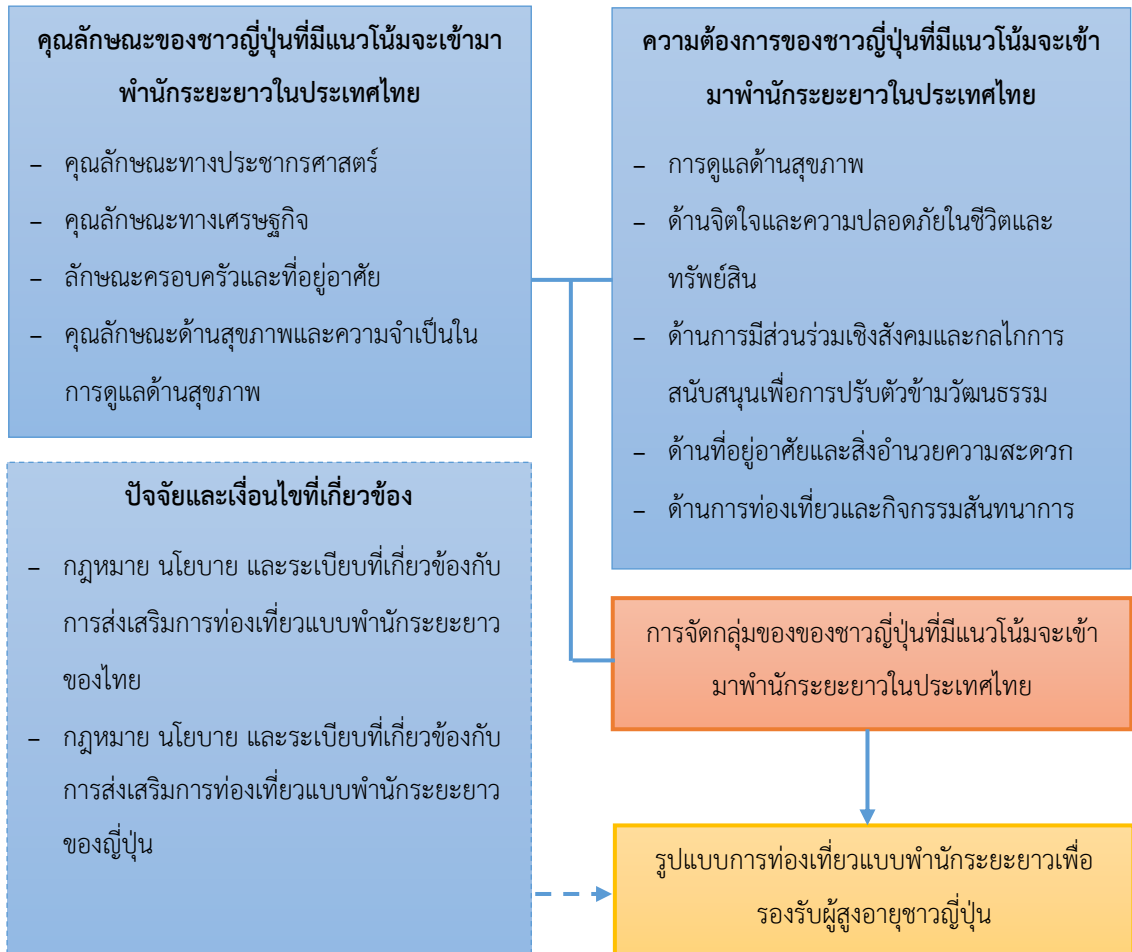 คุณลักษณะของชาวญี่ปุ่นที่มีแนวโน้มจะเข้ามา
พำนักระยะยาวในประเทศไทย
– คุณลักษณะทางประชากรศาสตร์
– คุณลักษณะทางเศรษฐกิจ
– ลักษณะครอบครัวและที่อยู่อาศัย
– คุณลักษณะด้านสุขภาพและความจำเป็นใน
การดูแลด้านสุขภาพ
ความต้องการของชาวญี่ปุ่นที่มีแนวโน้มจะเข้า
มาพำนักระยะยาวในประเทศไทย
– การดูแลด้านสุขภาพ
– ด้านจิตใจและความปลอดภัยในชีวิตและ
ทรัพย์สิน
– ด้านการมีส่วนร่วมเชิงสังคมและกลไกการ
สนับสนุนเพื่อการปรับตัวข้ามวัฒนธรรม
– ด้านที่อยู่อาศัยและสิ่งอำนวยความสะดวก
– ด้านการท่องเที่ยวและกิจกรรมสันทนาการ
ปัจจัยและเงื่อนไขที่เกี่ยวข้อง
– กฎหมาย นโยบาย และระเบียบที่เกี่ยวข้องกับ
การส่งเสริมการท่องเที่ยวแบบพำนักระยะยาว
ของไทย
– กฎหมาย นโยบาย และระเบียบที่เกี่ยวข้องกับ
การส่งเสริมการท่องเที่ยวแบบพำนักระยะยาว
ของญี่ปุ่น
การจัดกลุ่มของของชาวญี่ปุ่นที่มีแนวโน้มจะเข้า
มาพำนักระยะยาวในประเทศไทย
รูปแบบการท่องเที่ยวแบบพำนักระยะยาวเพื่อ
รองรับผู้สูงอายุชาวญี่ปุ่น